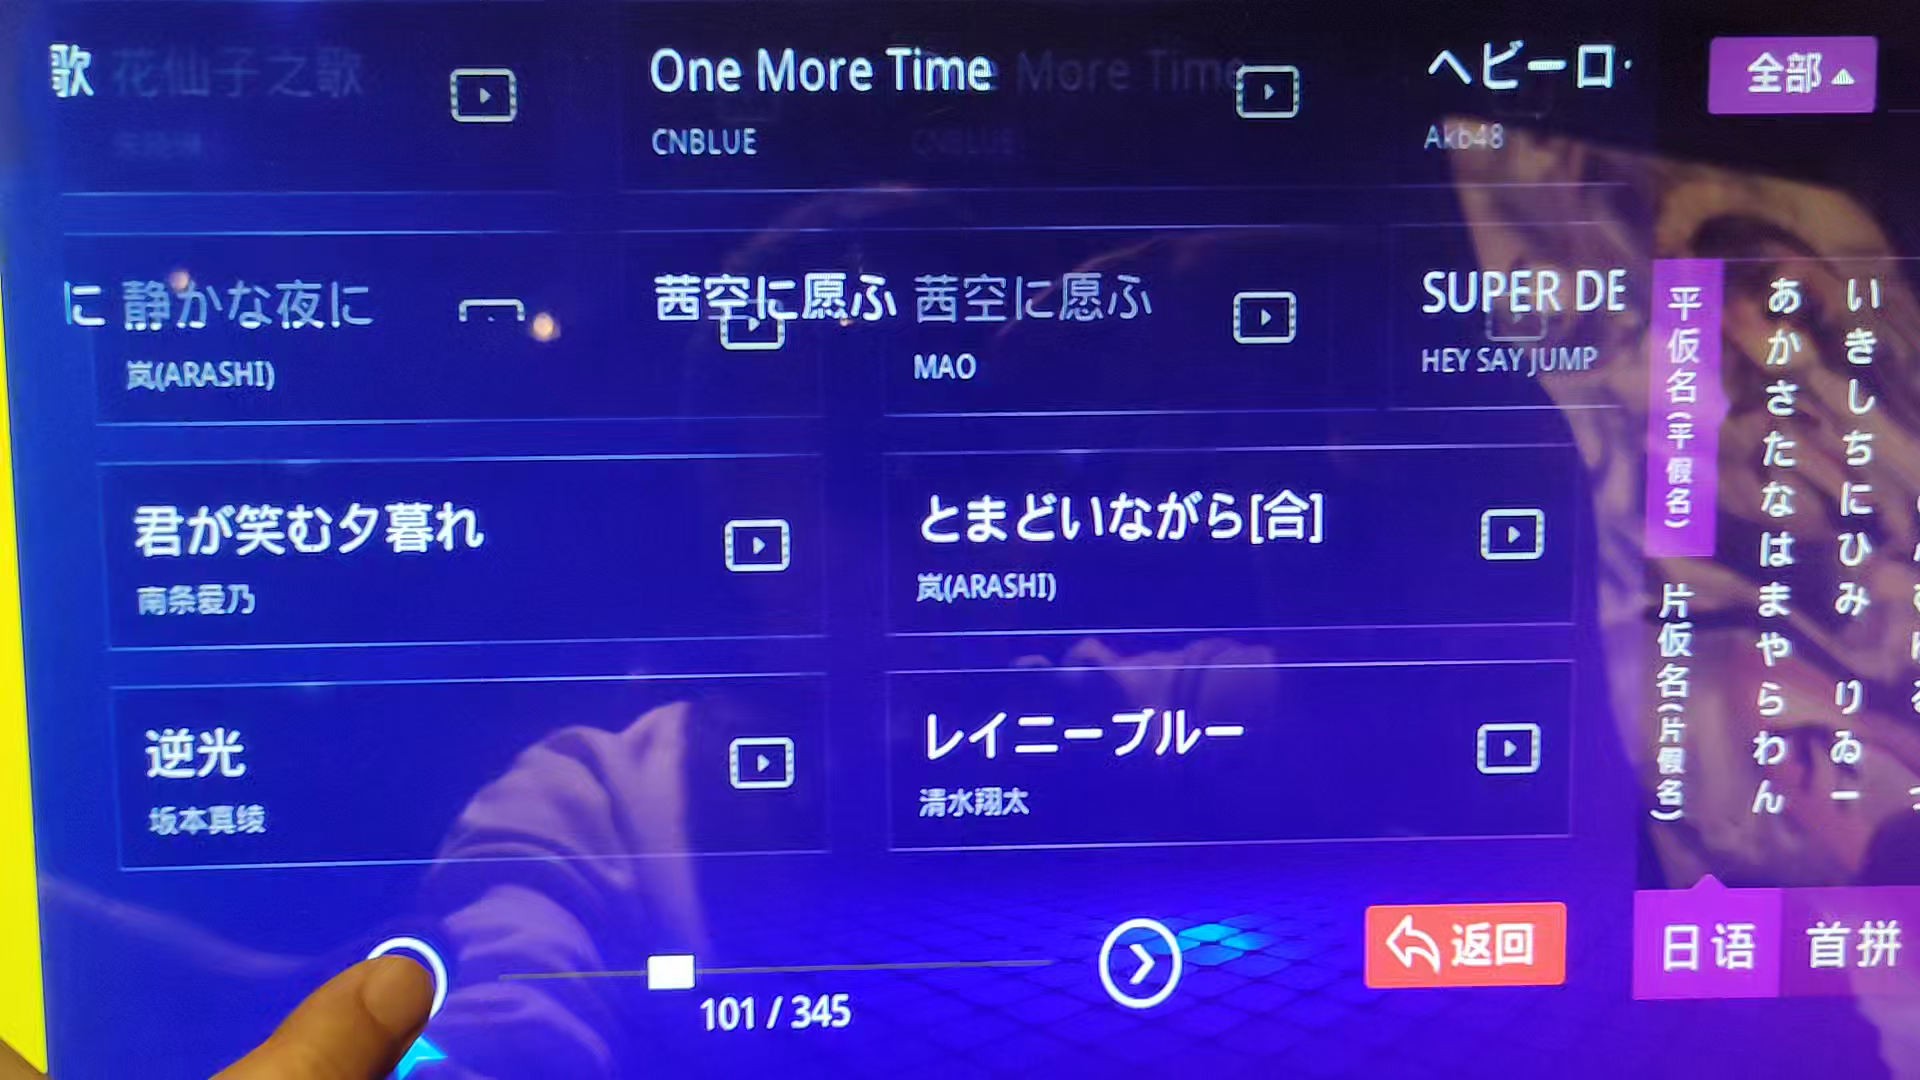 歌 花仙子之歌
One More Time
CNBLUE
More Time
CNBLUE
ヘビーロ
Akb48
全部
に 静かな夜に
岚(ARASHI)
茜空に愿ふ 茜空に愿ふ
MAO
SUPER DE
HEY SAY JUMP
君が笑む夕暮れ
南条爱乃
とまどいながら[合]
岚(ARASHI)
逆光
坂本真绫
レイニーブルー
清水翔太
平仮名(平假名)
片仮名(片假名)
あかさたなはまやらわん
いきしちにひみ りゐー
101 / 345
返回
日语
首拼